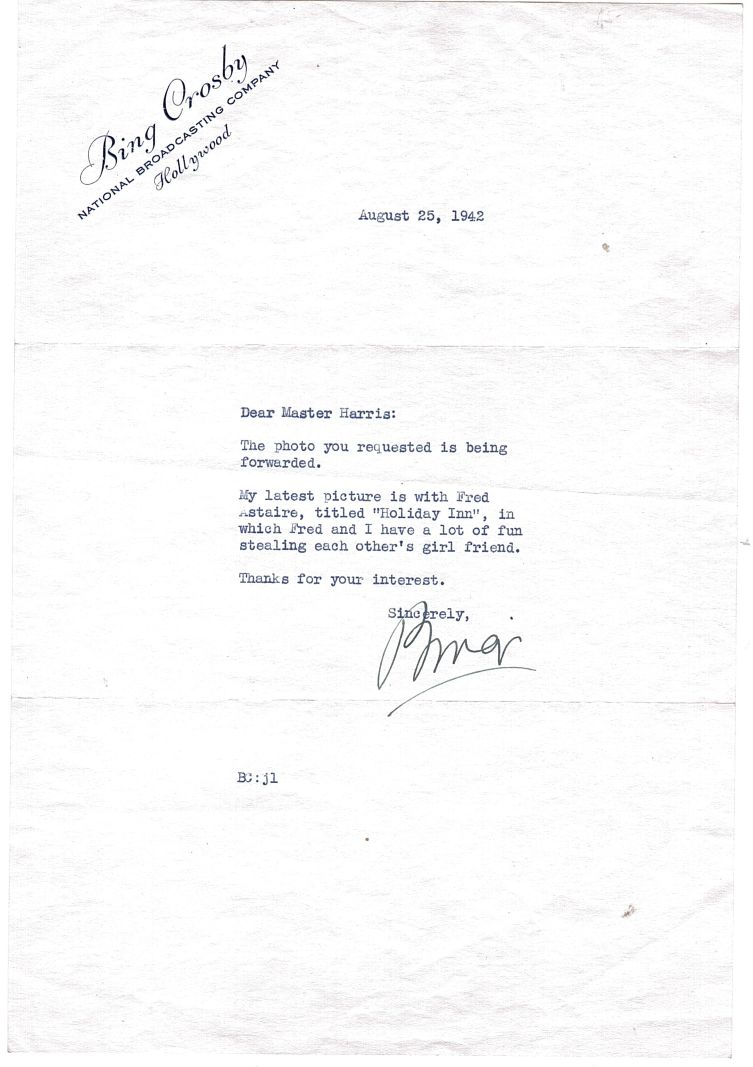 Bing Crosby
NATIONAL BROADCASTING COMPANY
Hollywood
August 25, 1942
Dear Master Harris:
The photo you requested is being
forwarded.
My latest picture is with Fred
Astaire, titled "Holiday Inn", in
which Fred and I have a lot of fun
stealing each other's girl friend.
Thanks for your interest.
Sincerely,
Bing
BC:jl